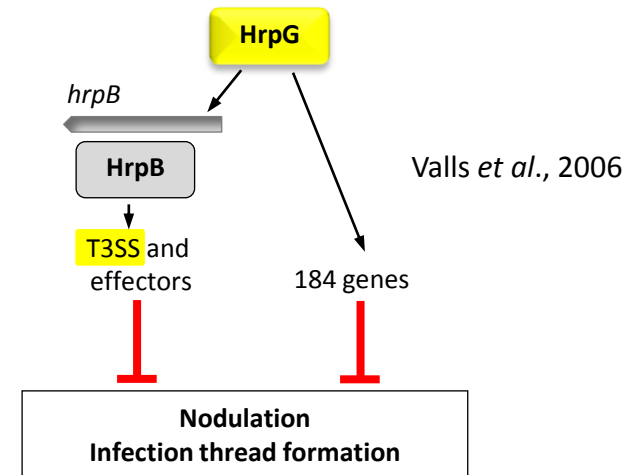 HrpG
hrpB
HrpB
Valls et al., 2006
T3SS and
effectors
184 genes
Nodulation
Infection thread formation